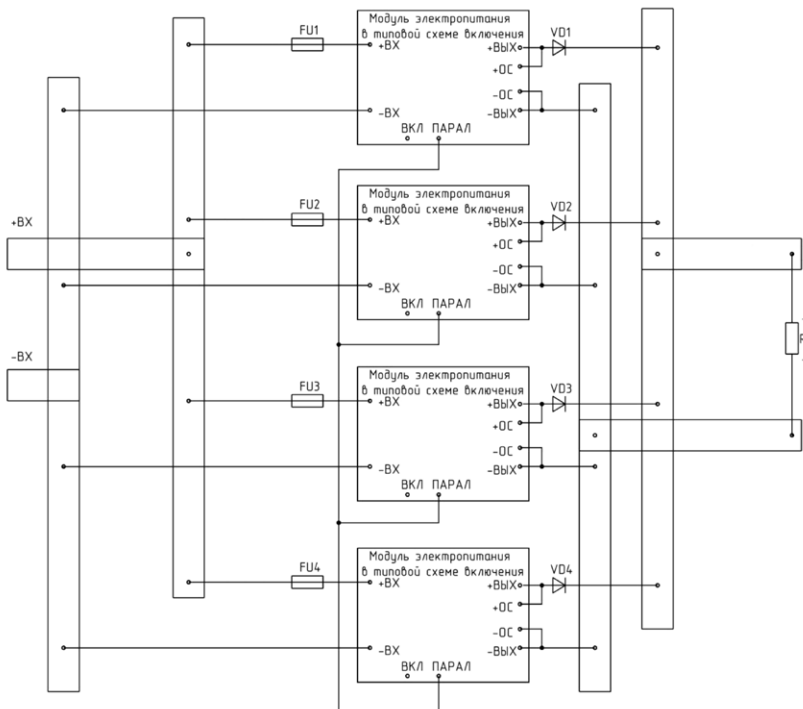 Модуль электропитания
в типовой схеме включения
FU1
+ВХ
+ВЫХ
VD1
+ОС
-ОС
-ВХ
-ВЫХ
ВКЛ ПАРАЛ
Модуль электропитания
в типовой схеме включения
FU2
+ВХ
+ВЫХ
VD2
+ВХ
+ОС
-ОС
-ВХ
-ВЫХ
ВКЛ ПАРАЛ
-ВХ
Модуль электропитания
в типовой схеме включения
FU3
+ВХ
+ВЫХ
VD3
+ОС
-ОС
-ВХ
-ВЫХ
ВКЛ ПАРАЛ
Модуль электропитания
в типовой схеме включения
FU4
+ВХ
+ВЫХ
VD4
+ОС
-ОС
-ВХ
-ВЫХ
ВКЛ ПАРАЛ